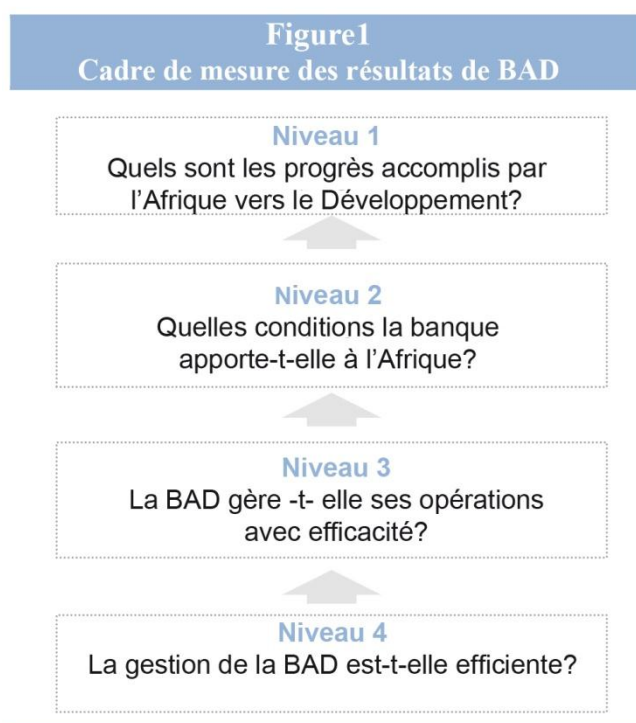 Figure1
Cadre de mesure des résultats de BAD
Niveau 1
Quels sont les progrès accomplis par
l'Afrique vers le Développement?
Niveau 2
Quelles conditions la banque
apporte-t-elle à l'Afrique?
Niveau 3
La BAD gère -t- elle ses opérations
avec efficacité?
Niveau 4
La gestion de la BAD est-t-elle efficiente?